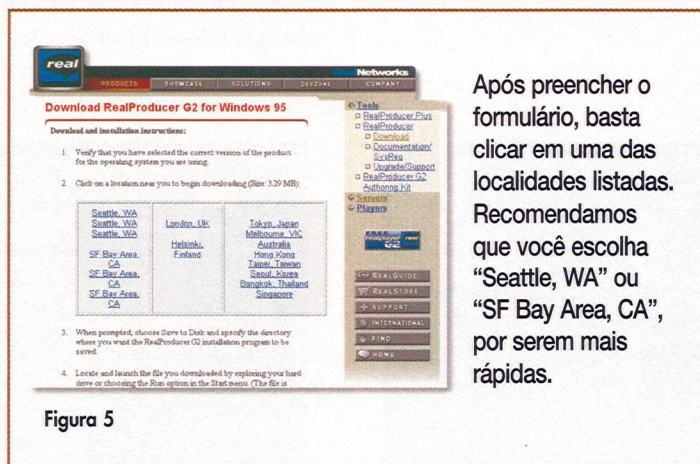 real
RealNetworks
PRODUCTS SHOWCASE SOLUTIONS DEVZONE COMPANY
Download RealProducer G2 for Windows 95
Download and installation instructions:
1. Verify that you have selected the correct version of the product
for the operating system you are using.
2. Click on a location near you to begin downloading (Size: 3.29 MB):
Seattle, WA
Seattle, WA
Seattle, WA
SF Bay Area,
CA
SF Bay Area,
CA
SF Bay Area,
CA
London, UK
Helsinki,
Finland
Tokyo, Japan
Melbourne, VIC
Australia
Hong Kong
Taipei, Taiwan
Seoul, Korea
Bangkok, Thailand
Singapore
3. When prompted, choose Save to Disk and specify the directory
where you want the RealProducer G2 installation program to be
saved.
4. Locate and launch the file you downloaded by exploring your hard
drive or choosing the Run option in the Start menu. (The file is
Tools
RealProducer Plus
RealProducer
Download
Documentation/
SysReq
Upgrade/Support
RealProducer G2
Authoring Kit
Servers
Players
G2
REALGUIDE
REALSTORE
SUPPORT
INTERNATIONAL
FIND
HOME
Após preencher o
formulário, basta
clicar em uma das
localidades listadas.
Recomendamos
que você escolha
“Seattle, WA” ou
“SF Bay Area, CA”,
por serem mais
rápidas.
Figura 5